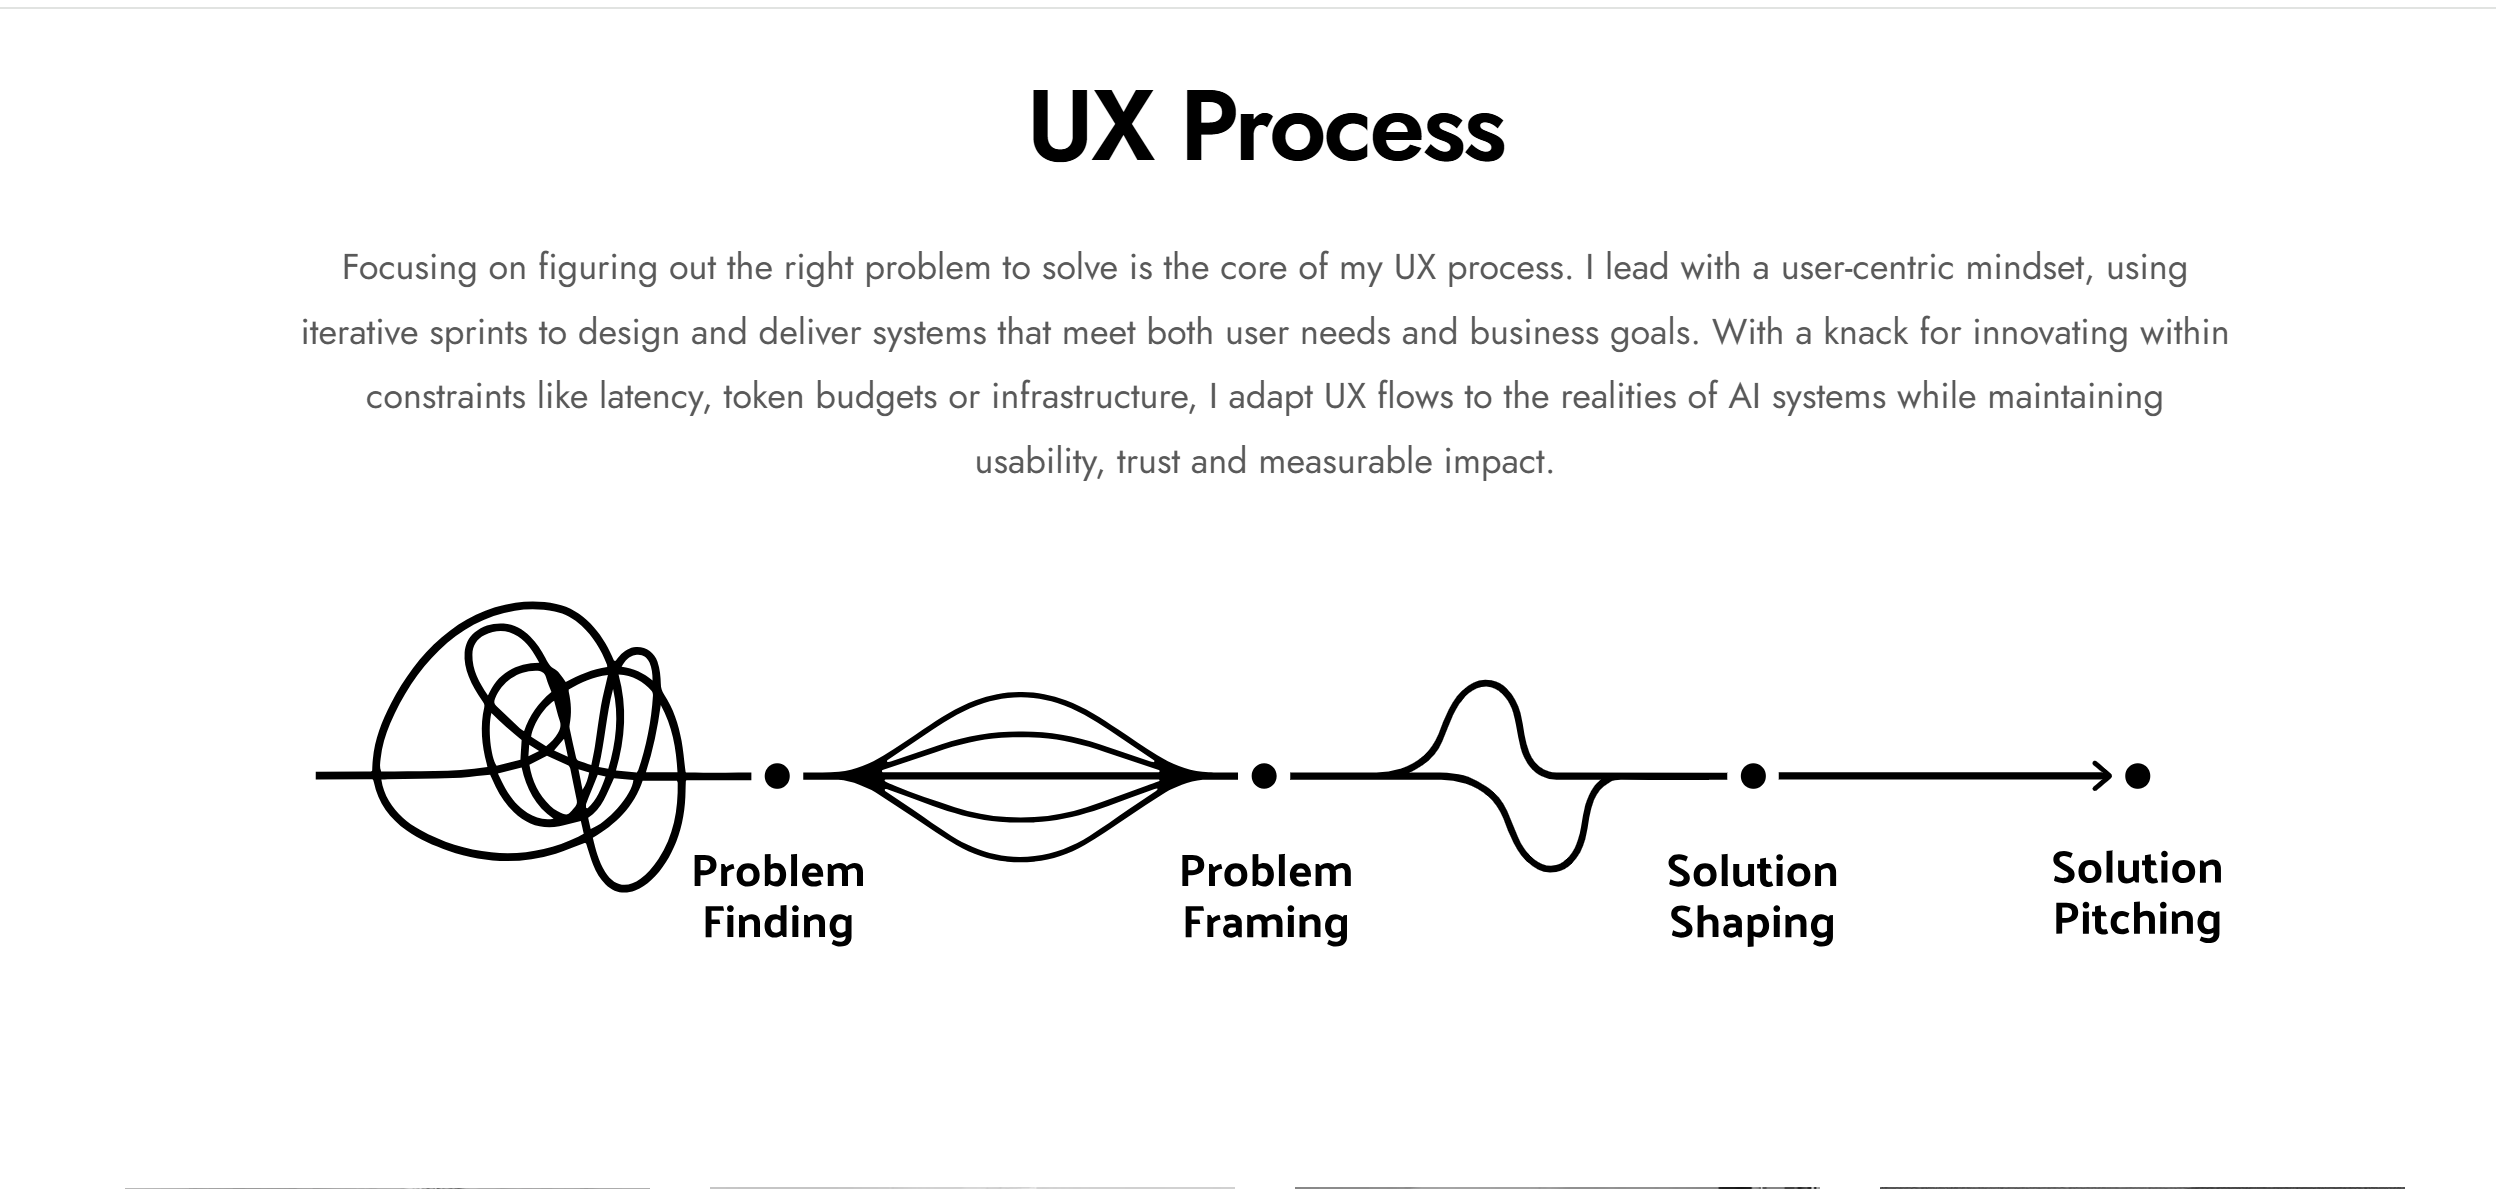 UX Process
Focusing on figuring out the right problem to solve is the core of my UX process. I lead with a user-centric mindset, using
iterative sprints to design and deliver systems that meet both user needs and business goals. With a knack for innovating within
constraints like latency, token budgets or infrastructure, I adapt UX flows to the realities of AI systems while maintaining
usability, trust and measurable impact.
Problem
Finding
Problem
Framing
Solution
Shaping
Solution
Pitching